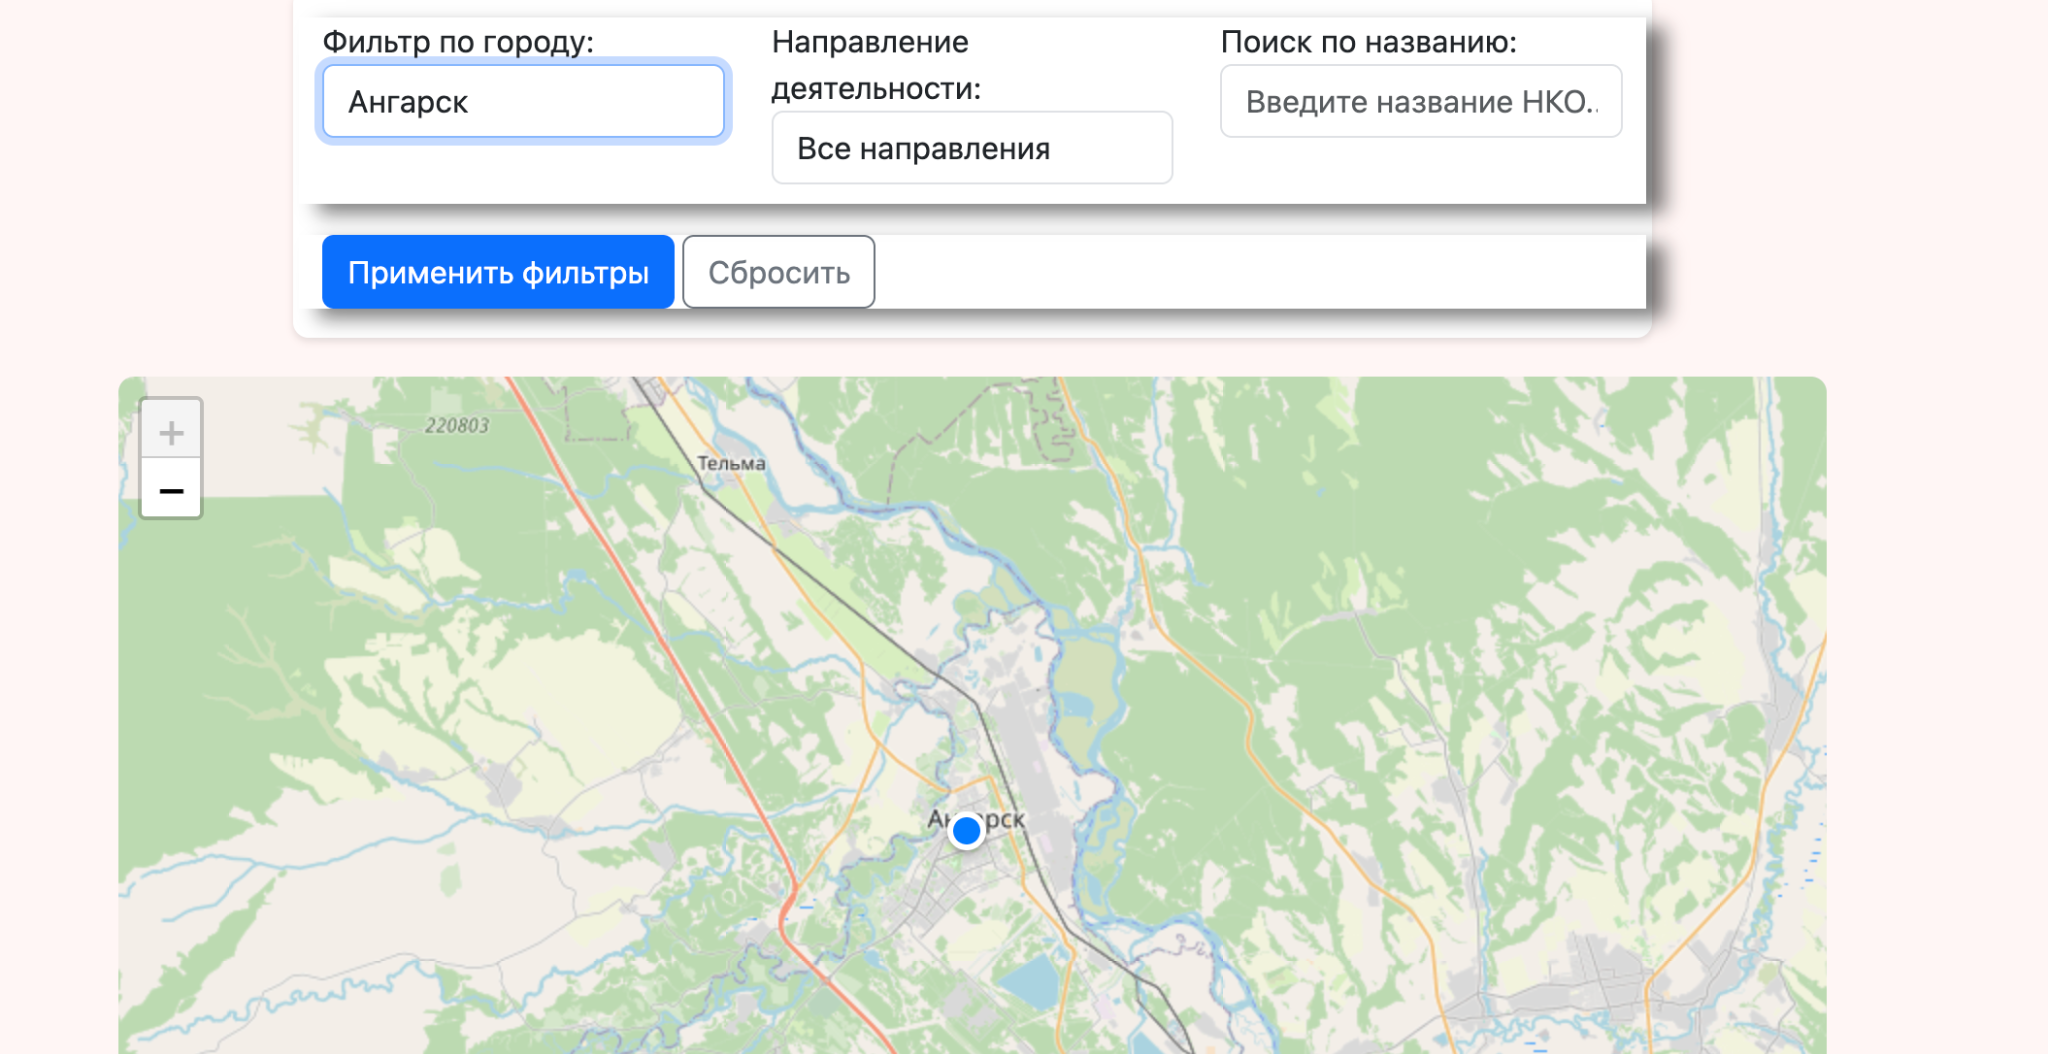 Фильтр по городу:
Ангарск
Направление
деятельности:
Все направления
Поиск по названию:
Введите название НКО..
Применить фильтры
Сбросить
+
−
220803
Тельма
Ангарск